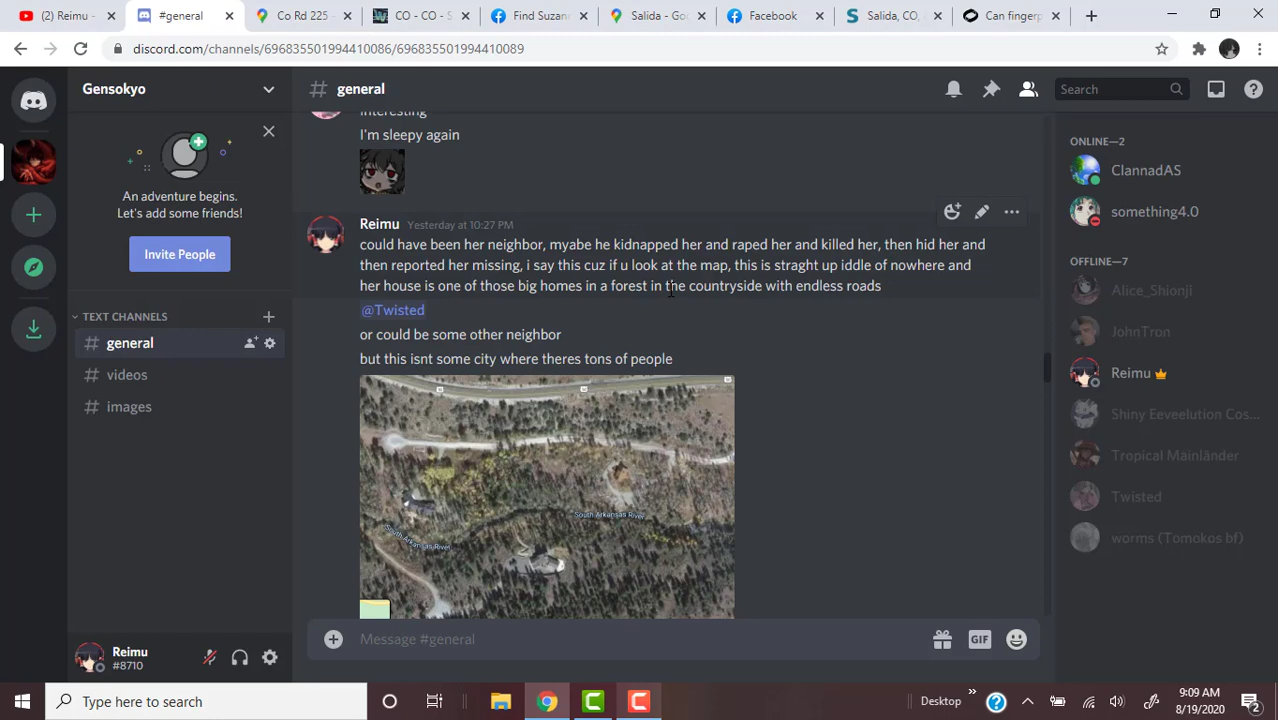 (2) Reimu -
#general
Co Rd 225 -
CO - CO - S
Find Suzann
Salida - Goo
Facebook
Salida, CO,
Can fingerp
discord.com/channels/696835501994410086/696835501994410089
Gensokyo
# general
Search
An adventure begins.
Let's add some friends!
Invite People
TEXT CHANNELS
# general
# videos
# images
Reimu
#8710
interesting
I'm sleepy again
Reimu Yesterday at 10:27 PM
could have been her neighbor, myabe he kidnapped her and raped her and killed her, then hid her and
then reported her missing, i say this cuz if u look at the map, this is straght up iddle of nowhere and
her house is one of those big homes in a forest in the countryside with endless roads
@Twisted
or could be some other neighbor
but this isnt some city where theres tons of people
South Arkansas River
South Arkansas River
Message #general
GIF
ONLINE—2
ClannadAS
something4.0
OFFLINE—7
Alice_Shionji
JohnTron
Reimu
Shiny Eeveelution Cos...
Tropical Mainländer
Twisted
worms (Tomokos bf)
Type here to search
Desktop
9:09 AM
8/19/2020
2